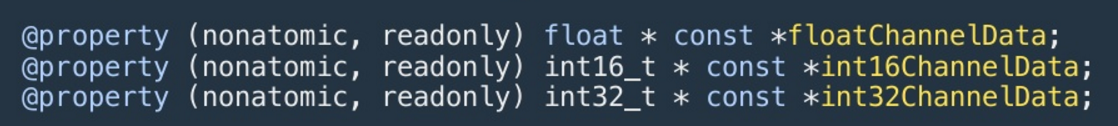 @property (nonatomic, readonly) float * const *floatChannelData;
@property (nonatomic, readonly) int16_t * const *int16ChannelData;
@property (nonatomic, readonly) int32_t * const *int32ChannelData;